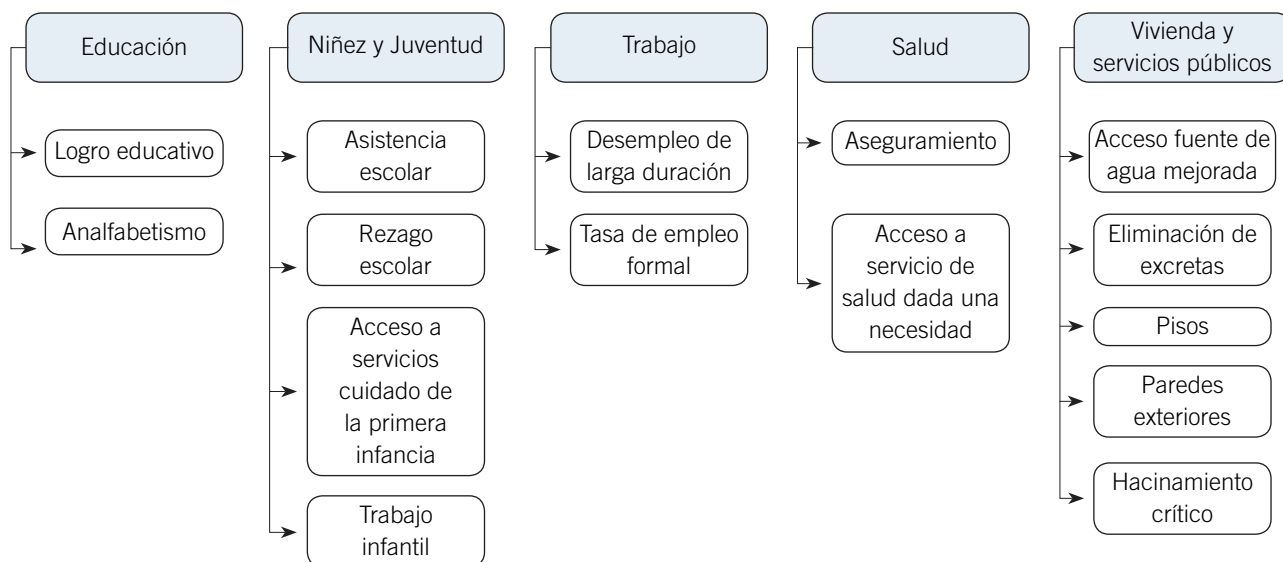 Educación
Logro educativo
Analfabetismo
Niñez y Juventud
Asistencia
escolar
Rezago
escolar
Acceso a
servicios
cuidado de
la primera
infancia
Trabajo
infantil
Trabajo
Desempleo de
larga duración
Tasa de empleo
formal
Salud
Aseguramiento
Acceso a
servicio de
salud dada una
necesidad
Vivienda y
servicios públicos
Acceso fuente de
agua mejorada
Eliminación de
excretas
Pisos
Paredes
exteriores
Hacinamiento
crítico